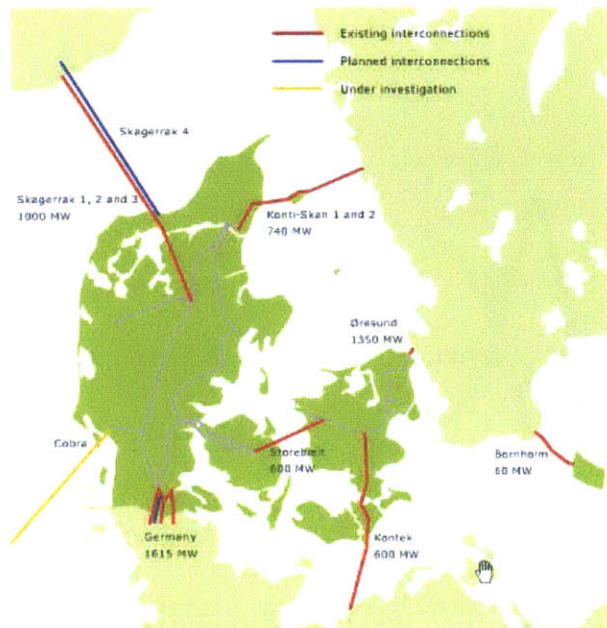 Existing interconnections
Planned interconnections
Under investigation
Skagerrak 4
Skagerrak 1, 2 and 3
1000 MW
Konti-Skan 1 and 2
740 MW
Øresund
1350 MW
Cobra
Storebælt
600 MW
Bornholm
60 MW
Germany
1615 MW
Kontek
600 MW